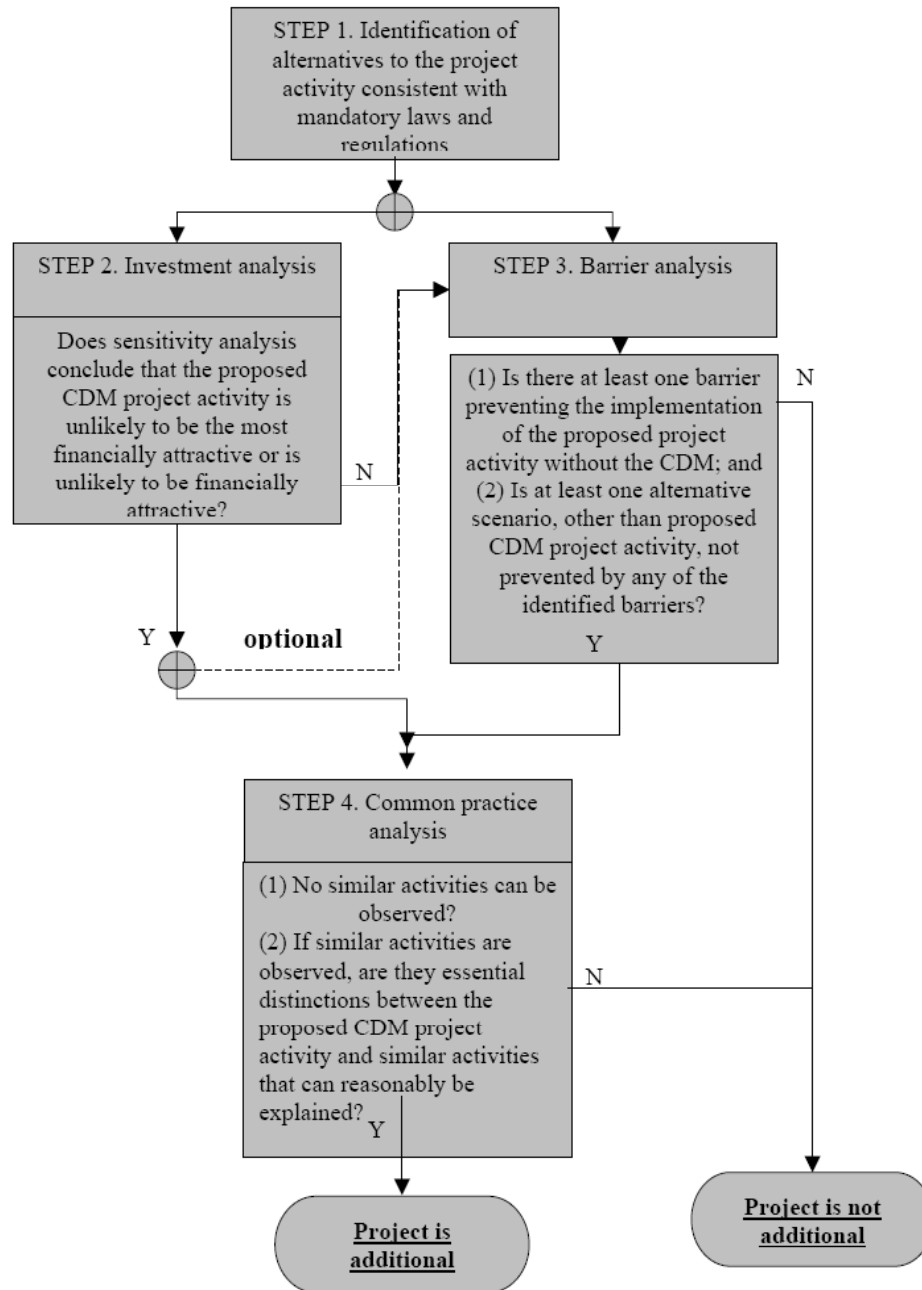 STEP 1. Identification of
alternatives to the project
activity consistent with
mandatory laws and
regulations
STEP 2. Investment analysis
Does sensitivity analysis
conclude that the proposed
CDM project activity is
unlikely to be the most
financially attractive or is
unlikely to be financially
attractive?
N
Y
optional
STEP 3. Barrier analysis
(1) Is there at least one barrier
preventing the implementation
of the proposed project
activity without the CDM; and
(2) Is at least one alternative
scenario, other than proposed
CDM project activity, not
prevented by any of the
identified barriers?
Y
N
STEP 4. Common practice
analysis
(1) No similar activities can be
observed?
(2) If similar activities are
observed, are they essential
distinctions between the
proposed CDM project
activity and similar activities
that can reasonably be
explained?
Y
N
Project is
additional
Project is not
additional